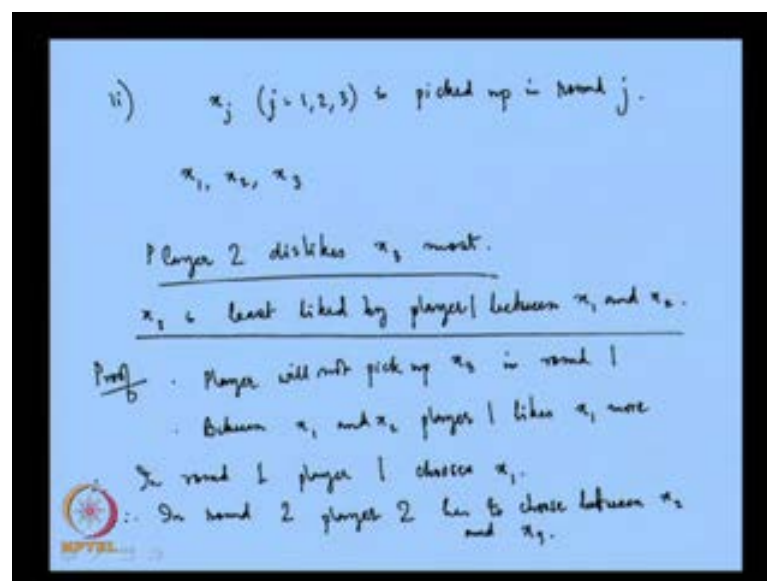 ii) x_j (j = 1, 2, 3) is picked up in round j.
x_1, x_2, x_3
Player 2 dislikes x_3 most.
x_2 is least liked by player 1 between x_1 and x_2.
Proof . Player will not pick up x_3 in round 1
. Between x_1 and x_2 player 1 likes x_1 more
In round 1 player 1 chooses x_1.
∴ In round 2 player 2 has to choose between x_2
and x_3.
NPTEL